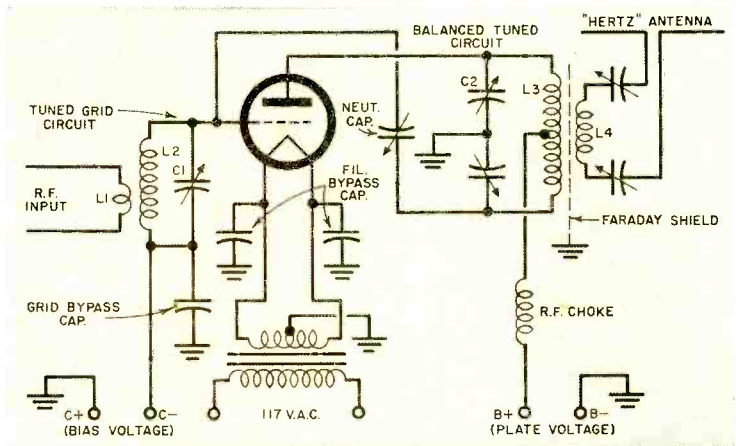 "HERTZ" ANTENNA
BALANCED TUNED
CIRCUIT
C2
L3
L4
TUNED GRID
CIRCUIT
NEUT.
CAP.
L2
C1
R.F.
INPUT
L1
FIL.
BYPASS
CAP.
FARADAY SHIELD
GRID BYPASS
CAP.
R.F. CHOKE
C+
C-
(BIAS VOLTAGE)
117 V.A.C.
B+
B-
(PLATE VOLTAGE)